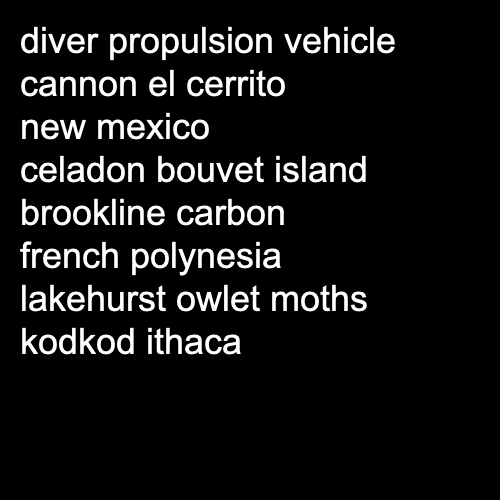 diver propulsion vehicle
cannon el cerrito
new mexico
celadon bouvet island
brookline carbon
french polynesia
lakehurst owlet moths
kodkod ithaca